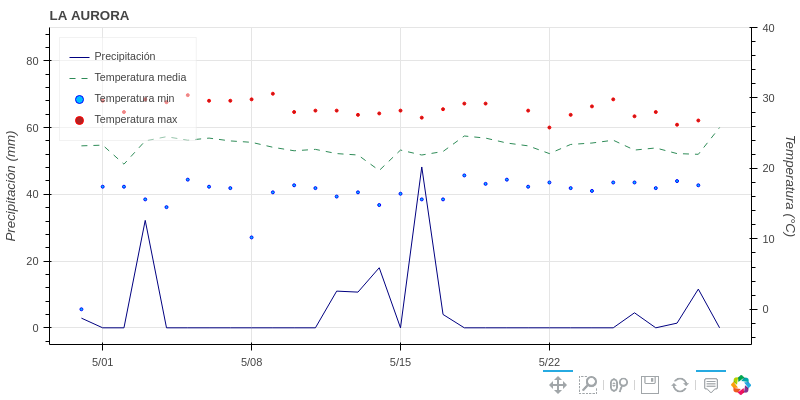 LA AURORA
Precipitación
Temperatura media
Temperatura min
Temperatura max
Precipitación (mm)
80
60
40
20
0
40
30
20
10
0
Temperatura (°C)
5/01
5/08
5/15
5/22